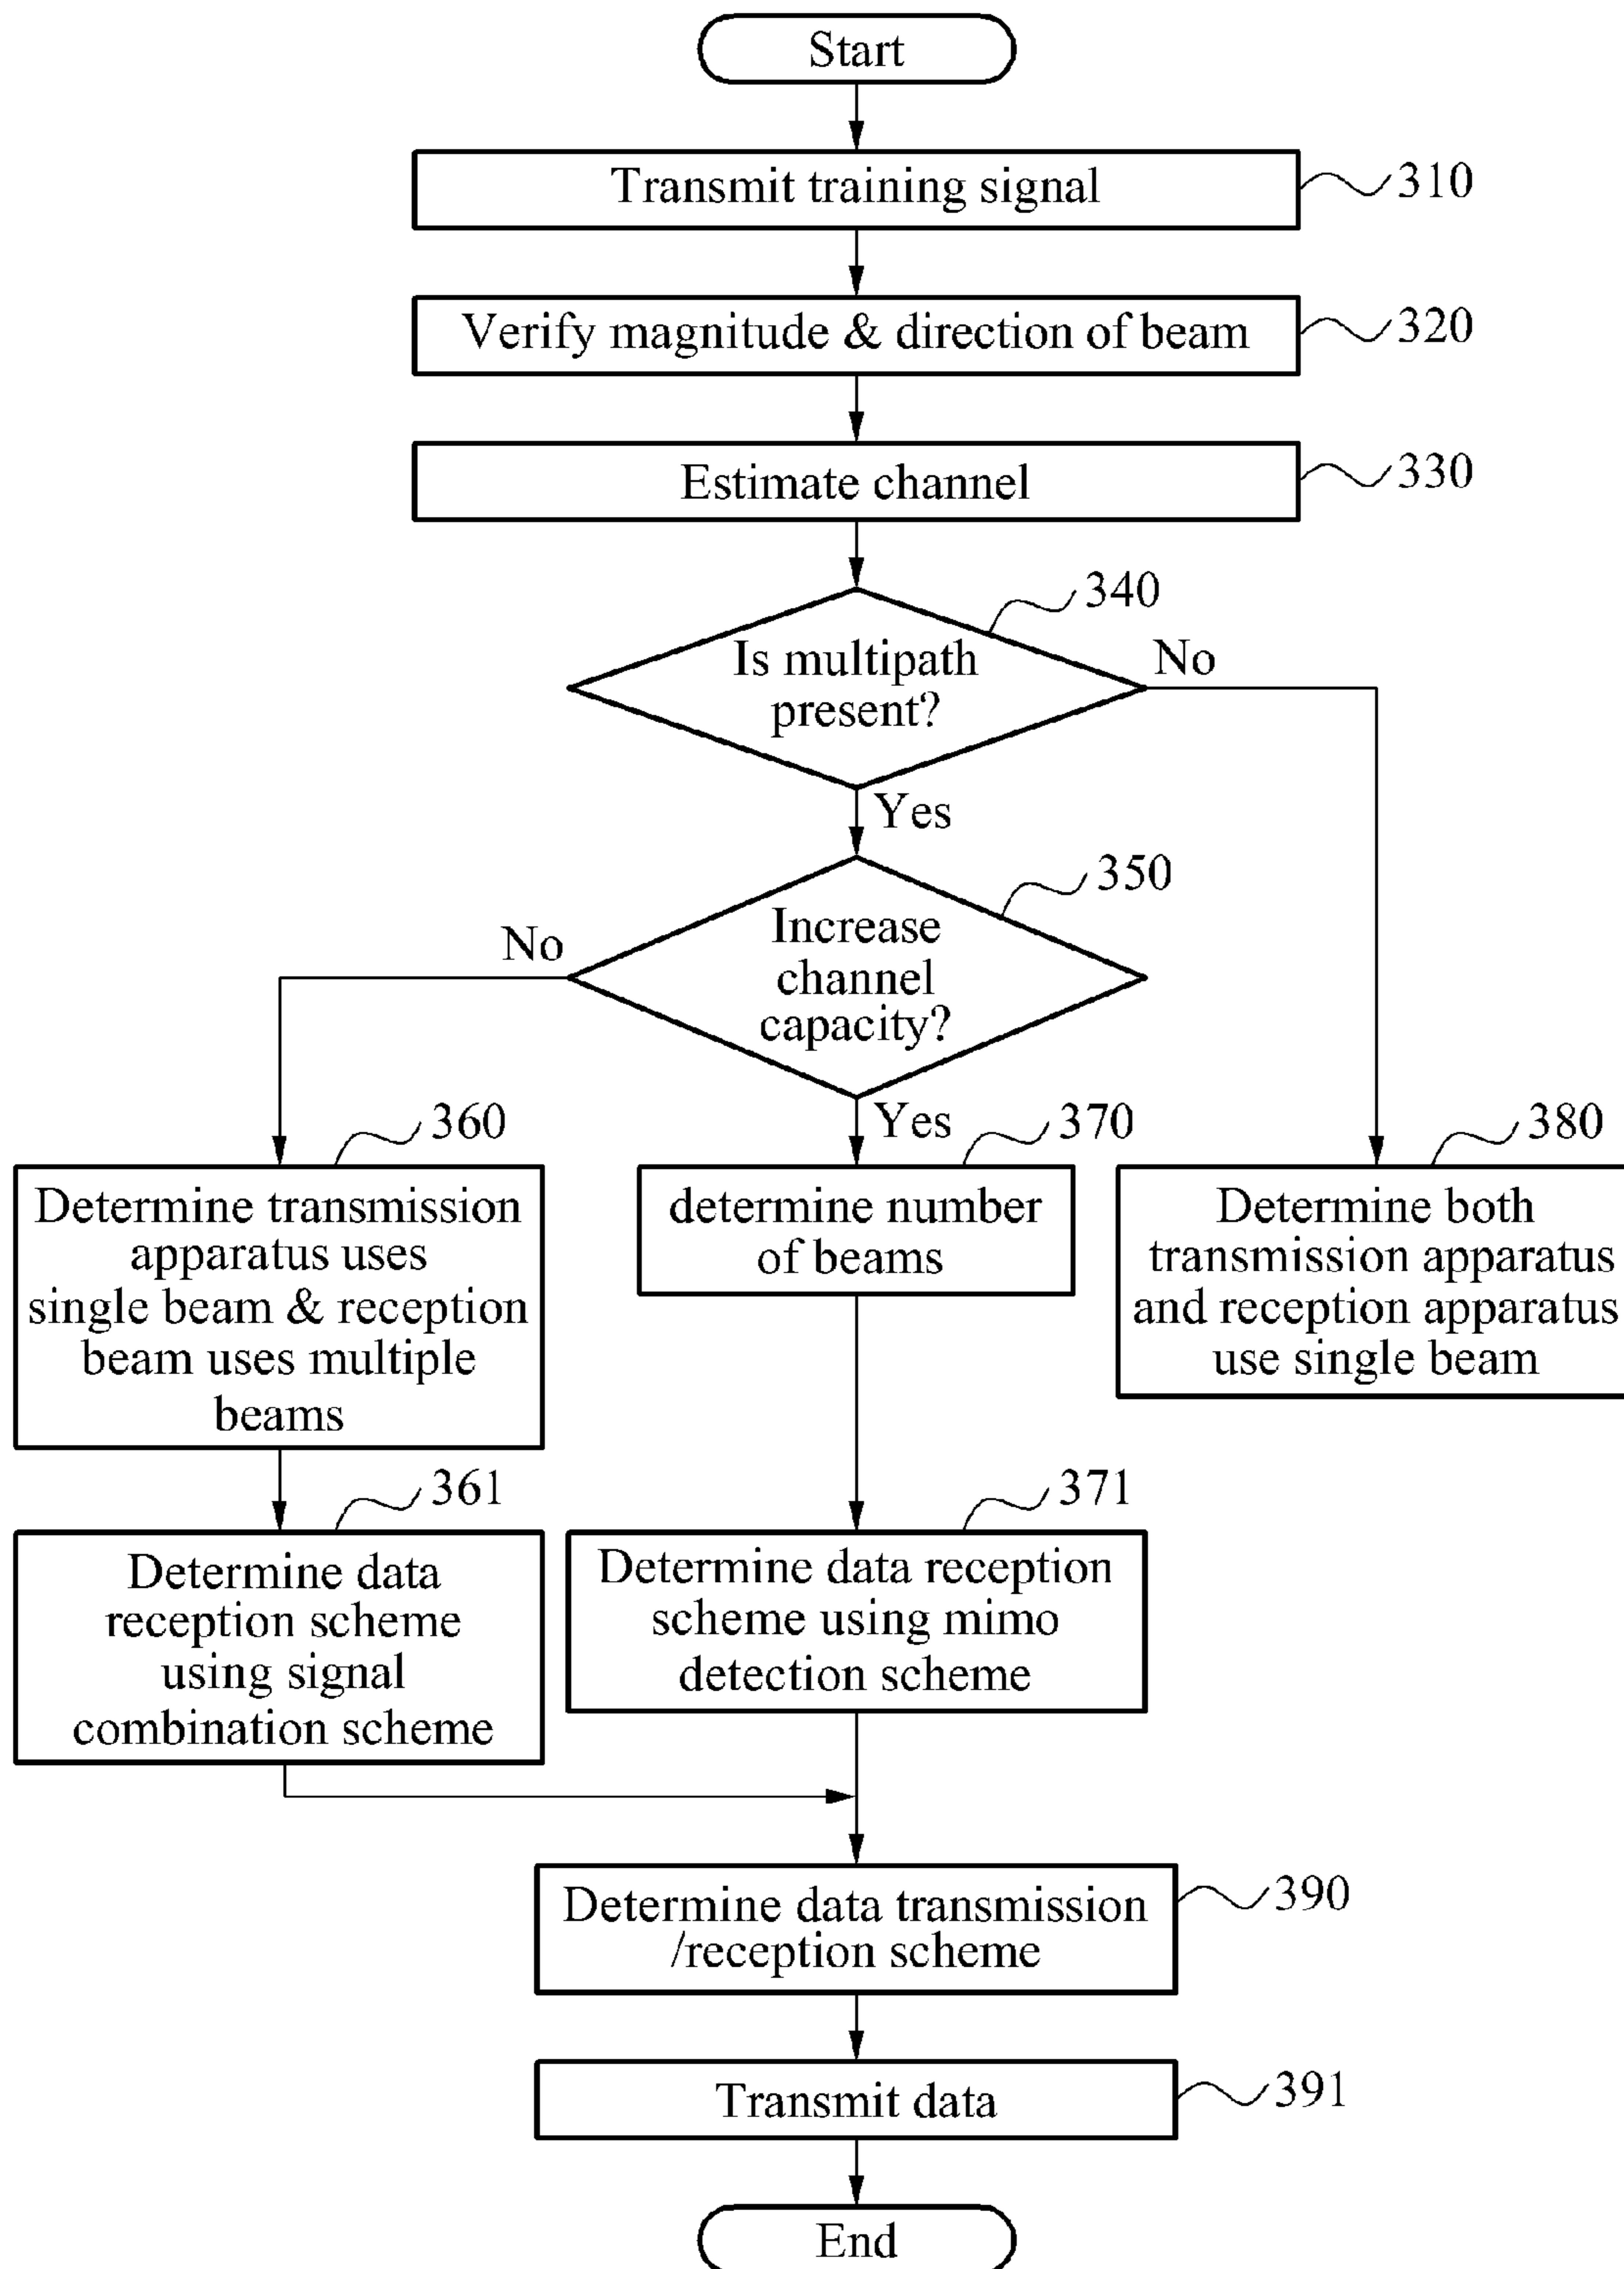 Start
Transmit training signal
310
Verify magnitude & direction of beam
320
Estimate channel
330
340
Is multipath
present?
No
Yes
350
Increase
channel
capacity?
No
Yes
360
Determine transmission
apparatus uses
single beam & reception
beam uses multiple
beams
370
determine number
of beams
380
Determine both
transmission apparatus
and reception apparatus
use single beam
361
Determine data
reception scheme
using signal
combination scheme
371
Determine data reception
scheme using mimo
detection scheme
Determine data transmission
/reception scheme
390
Transmit data
391
End